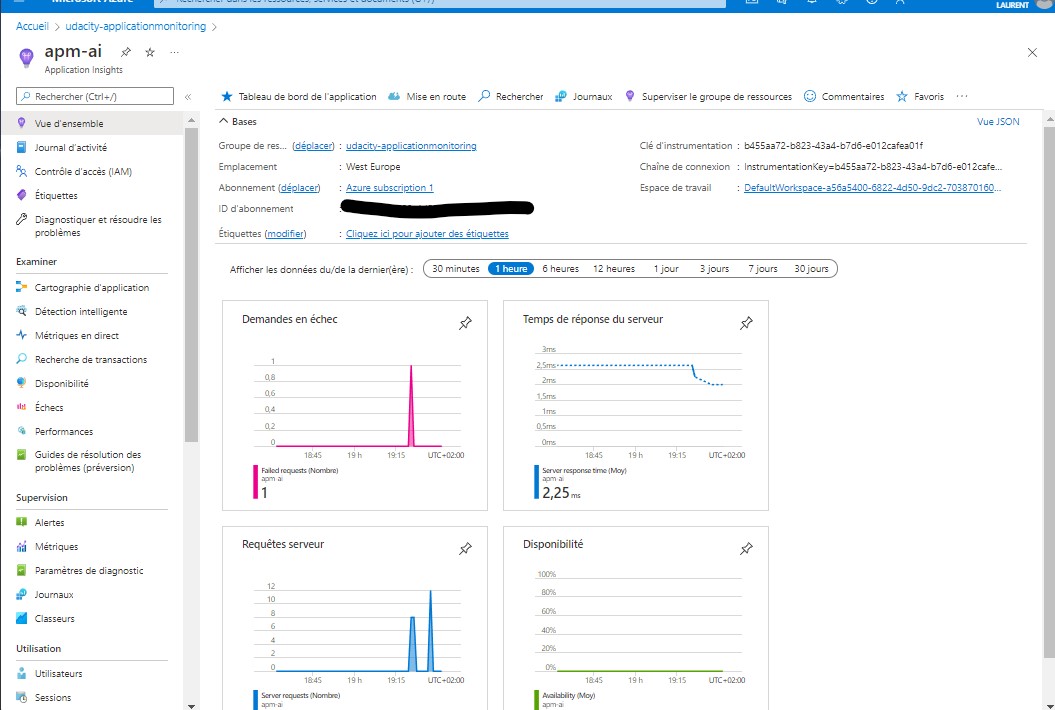 Microsoft Azure
Rechercher dans les ressources, services et documents (G+/)
LAURENT
Accueil > udacity-applicationmonitoring >
apm-ai
Application Insights
Rechercher (Ctrl+/)
«
Vue d'ensemble
Journal d'activité
Contrôle d'accès (IAM)
Étiquettes
Diagnostiquer et résoudre les
problèmes
Examiner
Cartographie d'application
Détection intelligente
Métriques en direct
Recherche de transactions
Disponibilité
Échecs
Performances
Guides de résolution des
problèmes (préversion)
Supervision
Alertes
Métriques
Paramètres de diagnostic
Journaux
Classeurs
Utilisation
Utilisateurs
Sessions
Tableau de bord de l'application Mise en route Rechercher Journaux Superviser le groupe de ressources Commentaires Favoris ...
Bases
Vue JSON
Groupe de res... (déplacer) : udacity-applicationmonitoring
Emplacement : West Europe
Abonnement (déplacer) : Azure subscription 1
ID d'abonnement :
Étiquettes (modifier) : Cliquez ici pour ajouter des étiquettes
Clé d'instrumentation : b455aa72-b823-43a4-b7d6-e012cafea01f
Chaîne de connexion : InstrumentationKey=b455aa72-b823-43a4-b7d6-e012cafe...
Espace de travail : DefaultWorkspace-a56a5400-6822-4d50-9dc2-703870160...
Afficher les données du/de la dernier(ère) : 30 minutes 1 heure 6 heures 12 heures 1 jour 3 jours 7 jours 30 jours
Demandes en échec
1
0,8
0,6
0,4
0,2
0
18:45 19 h 19:15 UTC+02:00
Failed requests (Nombre)
apm-ai
1
Temps de réponse du serveur
3ms
2,5ms
2ms
1,5ms
1ms
0,5ms
0ms
18:45 19 h 19:15 UTC+02:00
Server response time (Moy)
apm-ai
2,25 ms
Requêtes serveur
12
10
8
6
4
2
0
18:45 19 h 19:15 UTC+02:00
Server requests (Nombre)
apm-ai
Disponibilité
100%
80%
60%
40%
20%
0%
18:45 19 h 19:15 UTC+02:00
Availability (Moy)
apm-ai